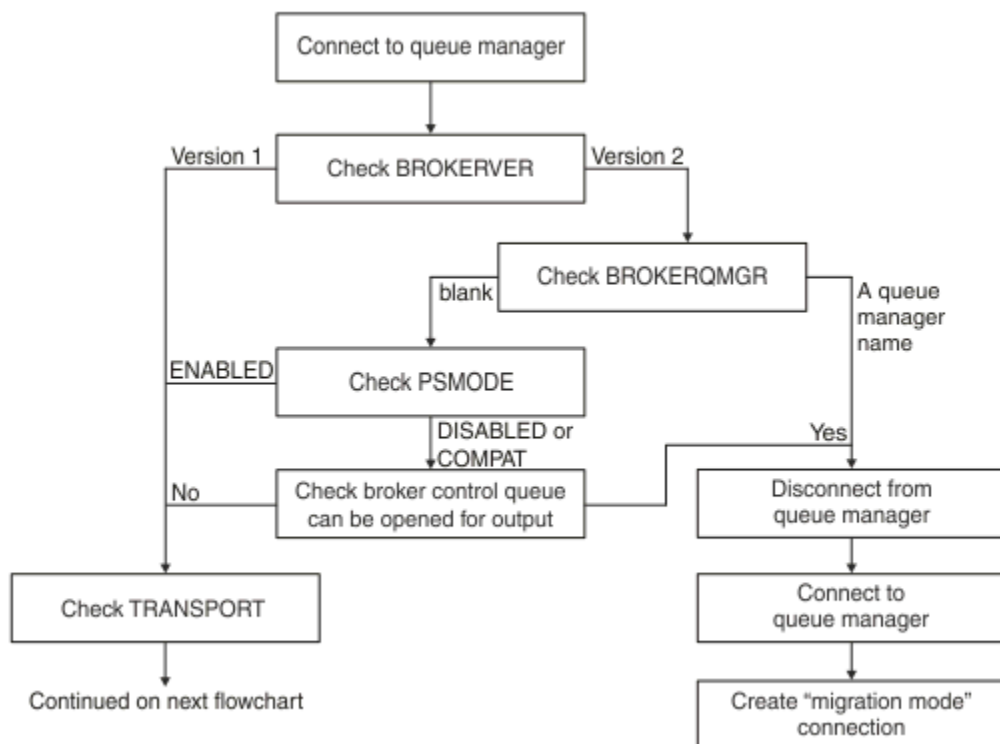 Connect to queue manager
Version 1
Check BROKERVER
Version 2
Check BROKERQMGR
blank
A queue
manager
name
ENABLED
Check PSMODE
DISABLED or
COMPAT
Yes
No
Check broker control queue
can be opened for output
Disconnect from
queue manager
Check TRANSPORT
Connect to
queue manager
Continued on next flowchart
Create “migration mode”
connection